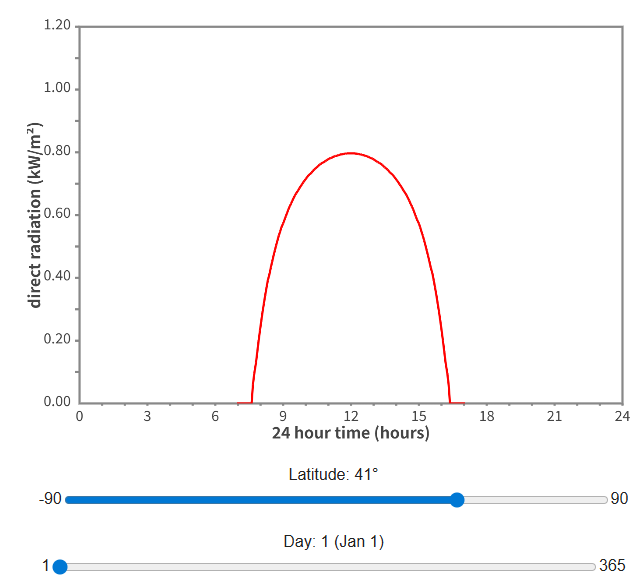 1.20
1.00
0.80
0.60
0.40
0.20
0.00
direct radiation (kW/m²)
0 3 6 9 12 15 18 21 24
24 hour time (hours)
Latitude: 41°
-90 90
Day: 1 (Jan 1)
1 365